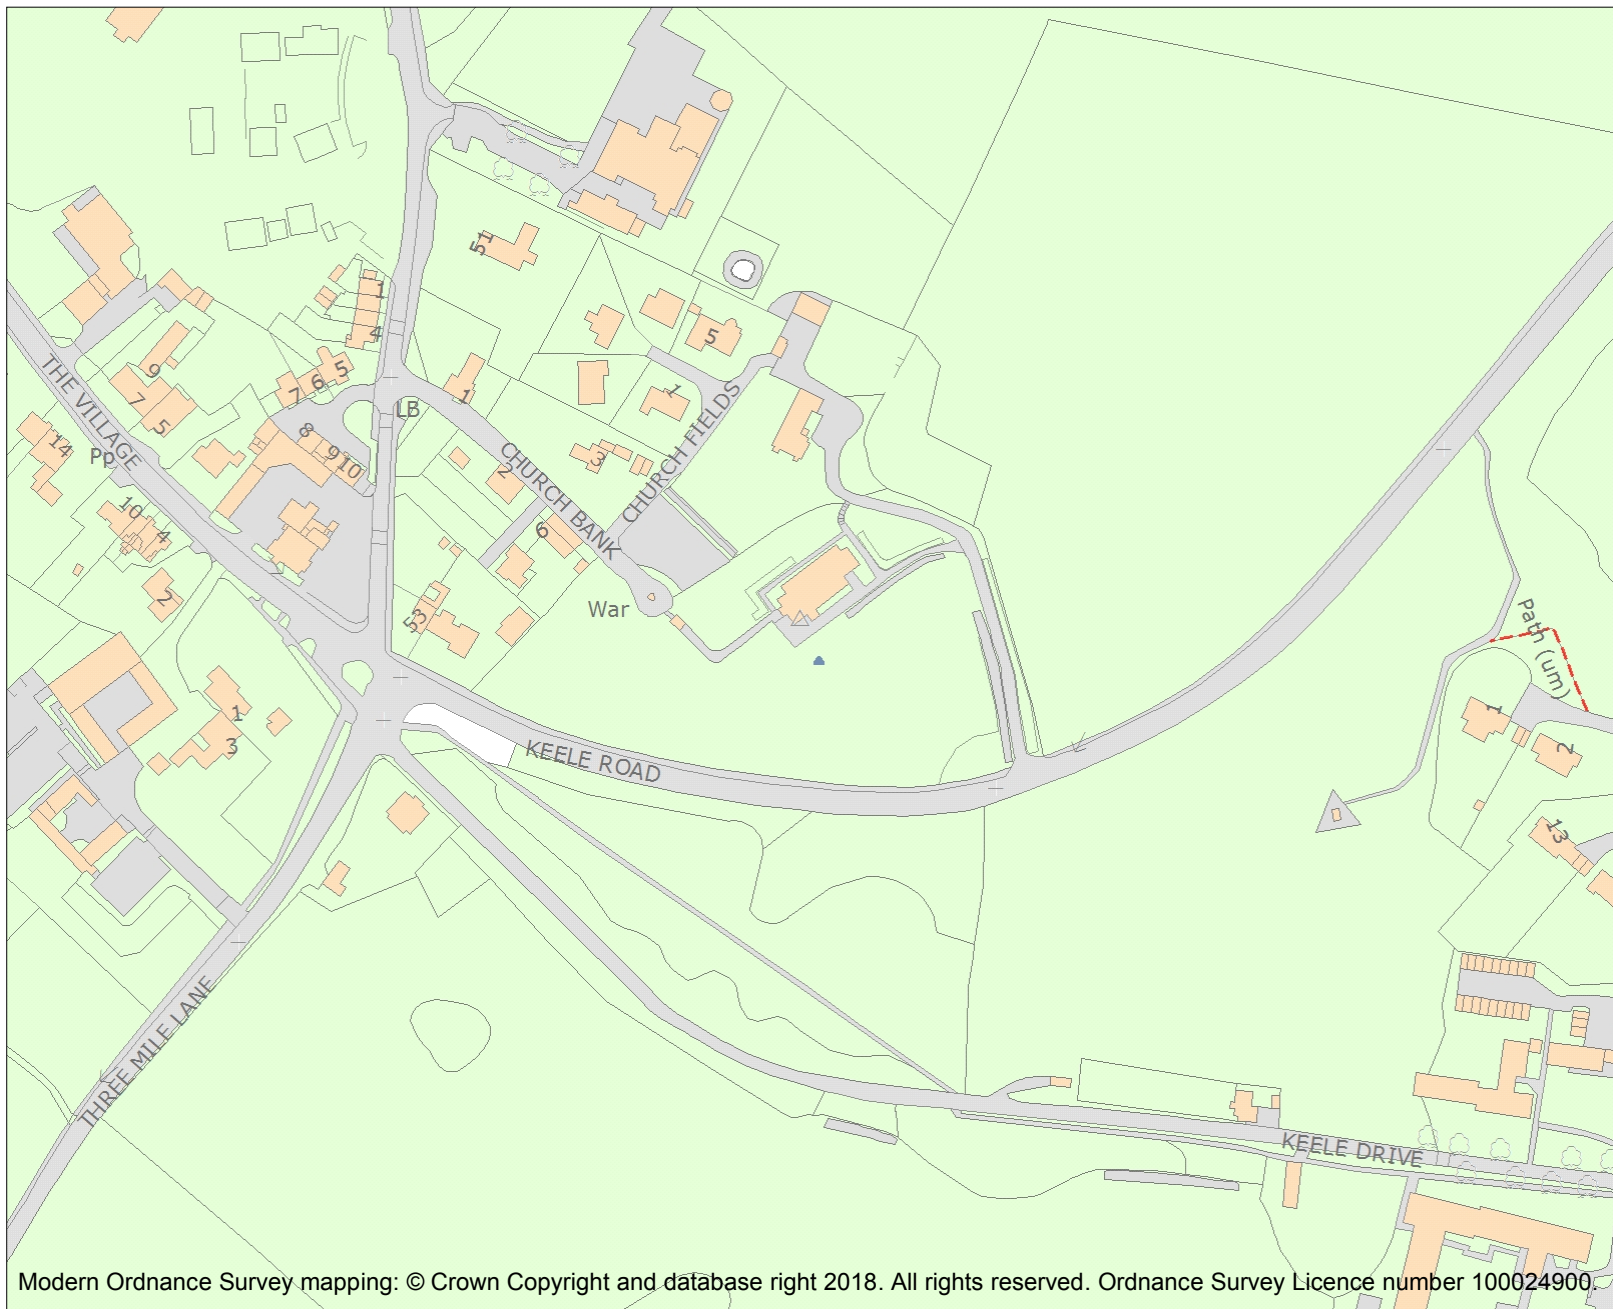 51
1
4
5
6
7
5
9
7
5
THE VILLAGE
14
Pp
LB
1
1
CHURCH FIELDS
8
9
10
3
2
CHURCH BANK
6
10
4
2
53
War
Path (um)
1
3
KEELE ROAD
1
2
13
THREE MILE LANE
KEELE DRIVE
Modern Ordnance Survey mapping: © Crown Copyright and database right 2018. All rights reserved. Ordnance Survey Licence number 100024900.